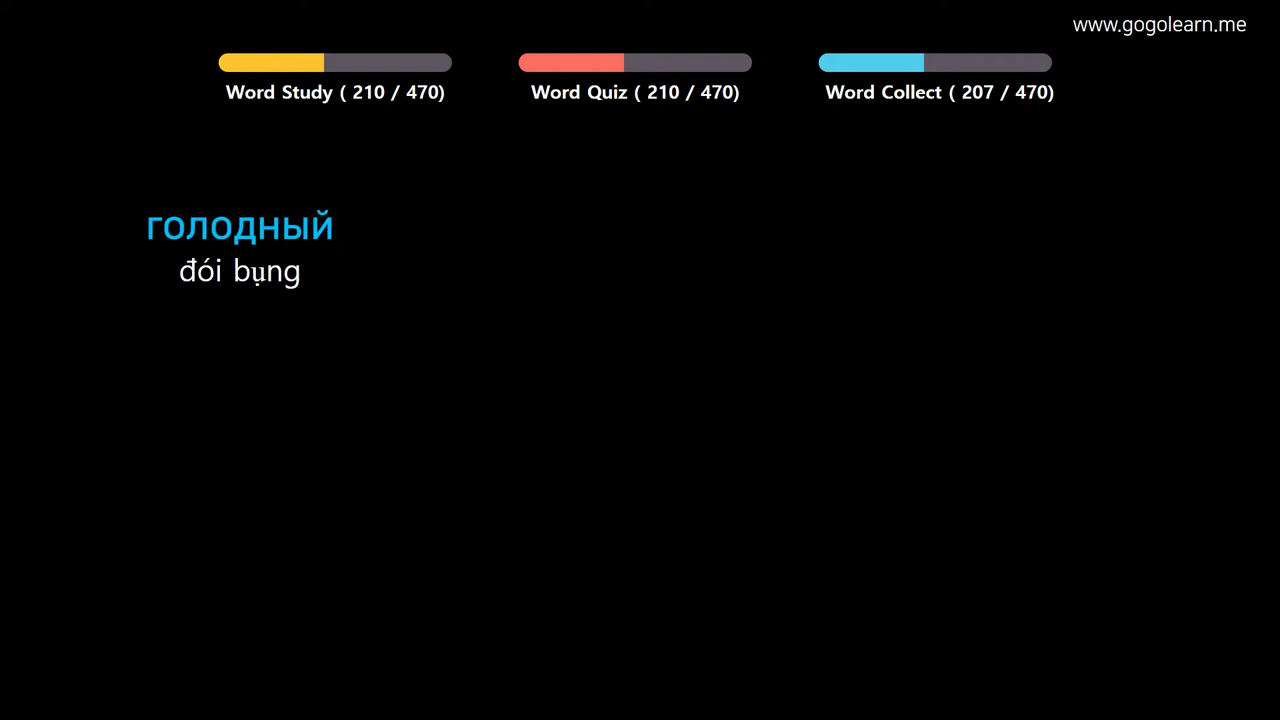 www.gogolearn.me
Word Study ( 210 / 470)
Word Quiz ( 210 / 470)
Word Collect ( 207 / 470)
голодный
đói bụng